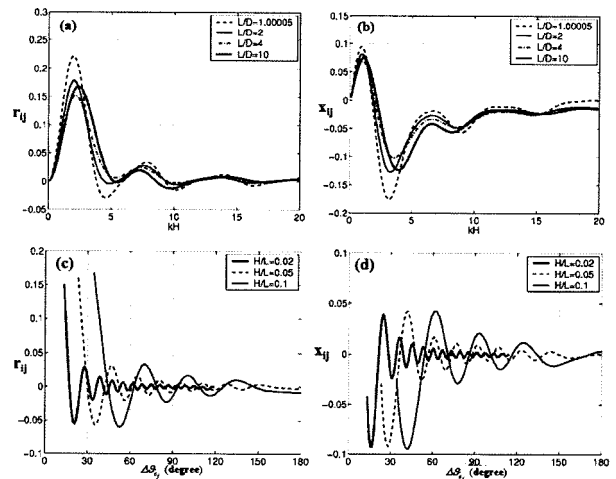 (a)
L/D=1.00005
L/D=2
L/D=4
L/D=10
r_ij
0.25
0.2
0.15
0.1
0.05
0
-0.05
0
5
10
15
20
kH
(b)
L/D=1.00005
L/D=2
L/D=4
L/D=10
x_ij
0.15
0.1
0.05
0
-0.05
-0.1
-0.15
-0.2
0
5
10
15
20
kH
(c)
H/L=0.02
H/L=0.05
H/L=0.1
r_ij
0.2
0.15
0.1
0.05
0
-0.05
-0.1
0
30
60
90
120
150
180
Δϑ_ij (degree)
(d)
H/L=0.02
H/L=0.05
H/L=0.1
x_ij
0.1
0.05
0
-0.05
-0.1
0
30
60
90
120
150
180
(degree)